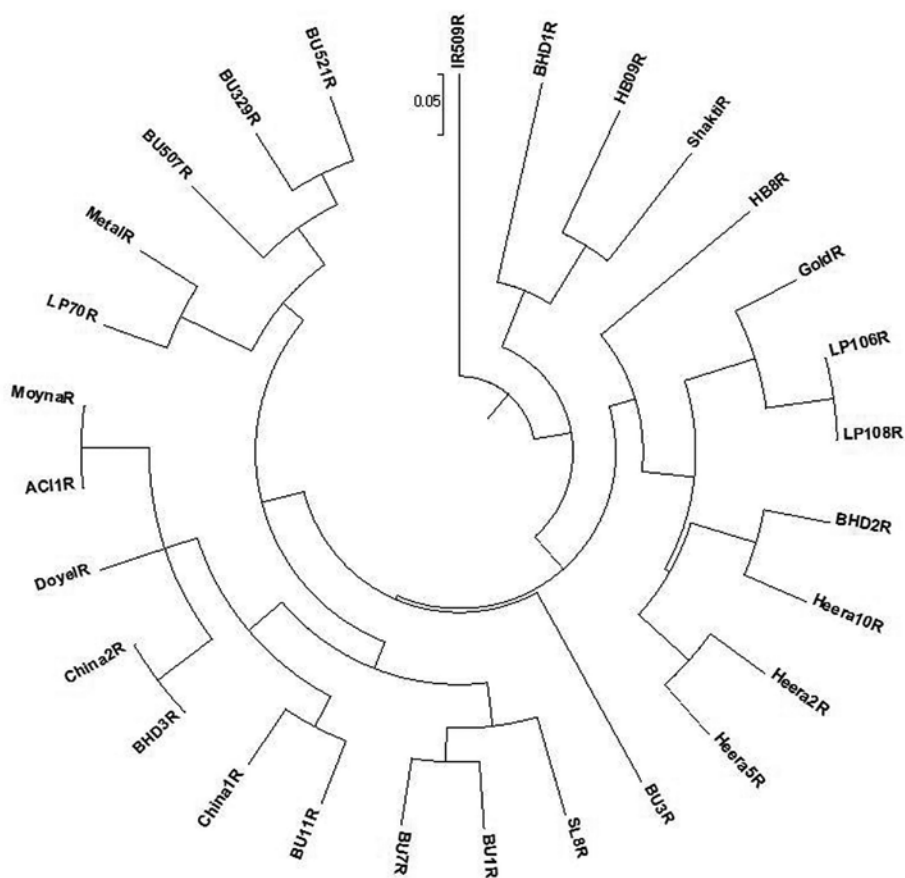 IR509R
0.05
BHD1R
HB09R
ShaktiR
HB8R
GoldR
LP106R
LP108R
BHD2R
Heera10R
Heera2R
Heera5R
BU3R
SL8R
BU1R
BU7R
BU11R
China1R
BHD3R
China2R
DoyelR
ACI1R
MoynaR
LP70R
MetalR
BU507R
BU329R
BU521R